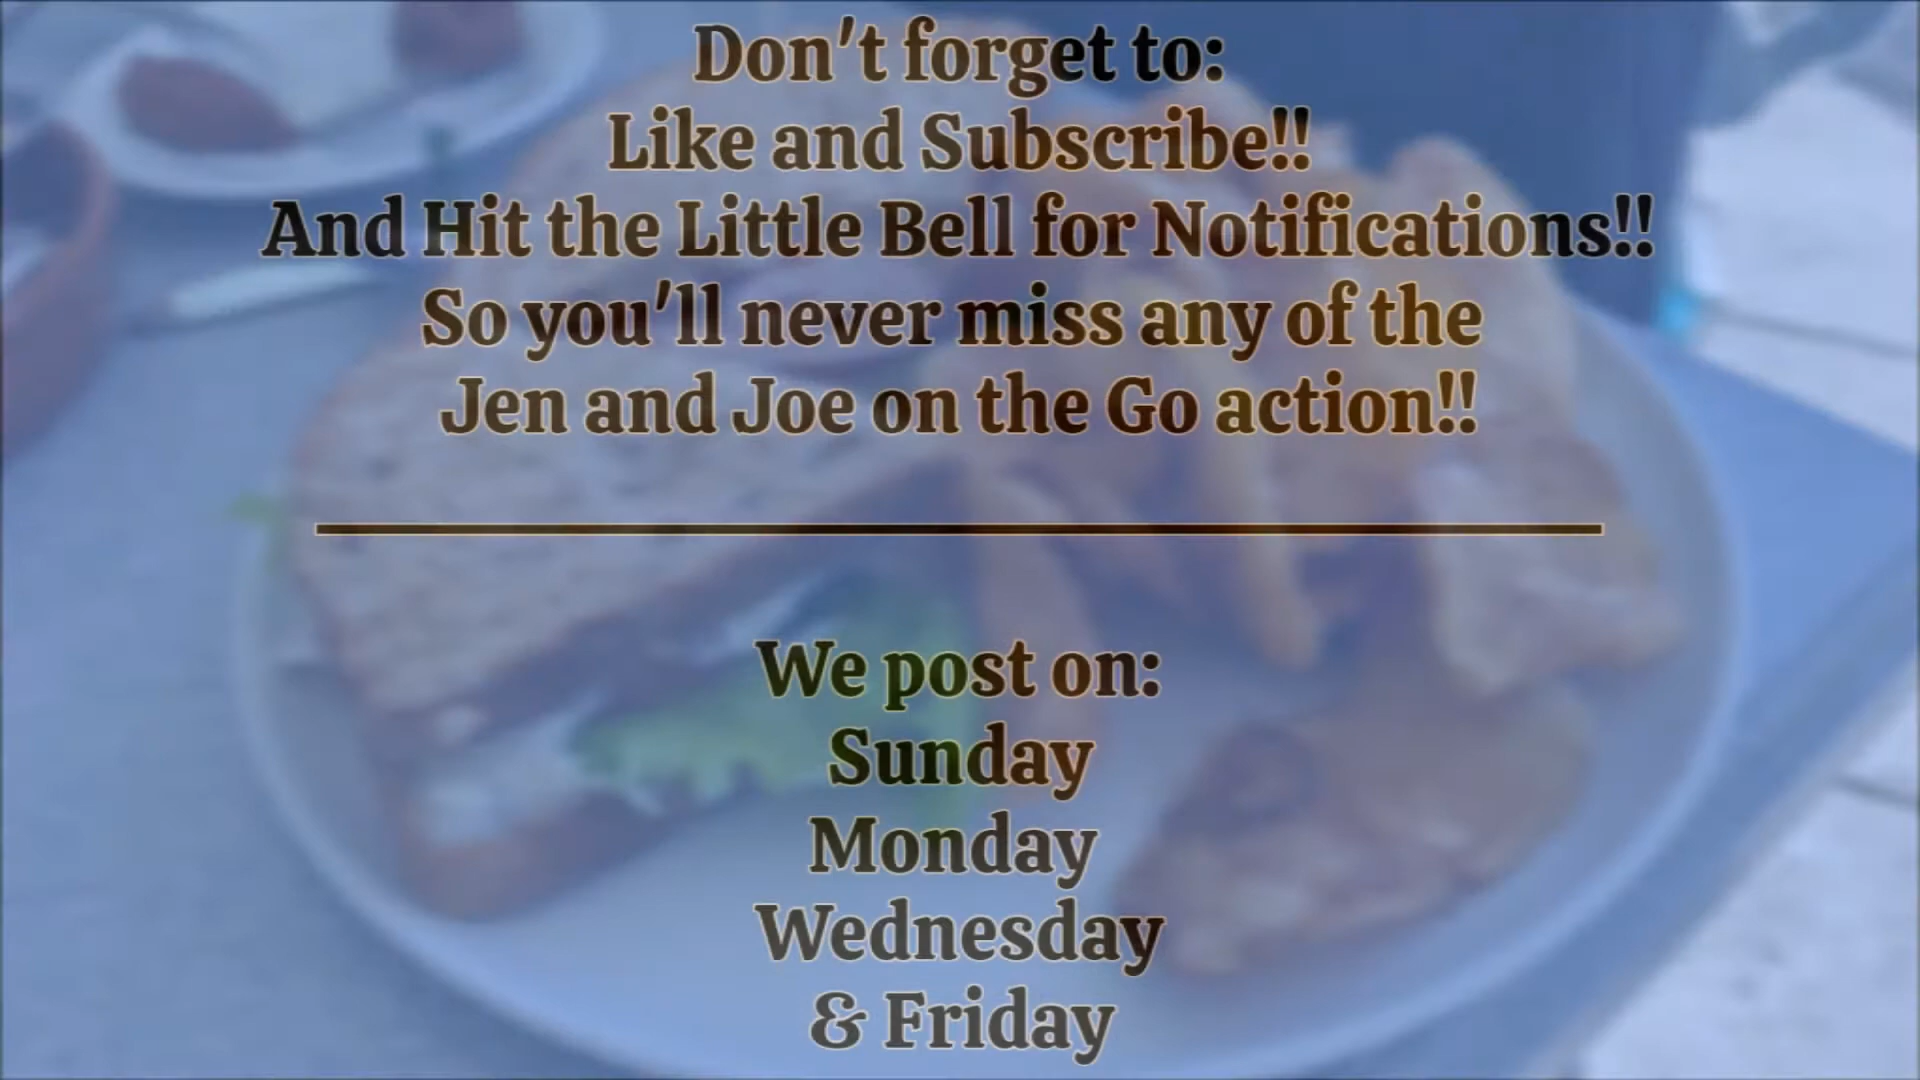 Don't forget to:
Like and Subscribe!!
And Hit the Little Bell for Notifications!!
So you'll never miss any of the
Jen and Joe on the Go action!!
We post on:
Sunday
Monday
Wednesday
& Friday